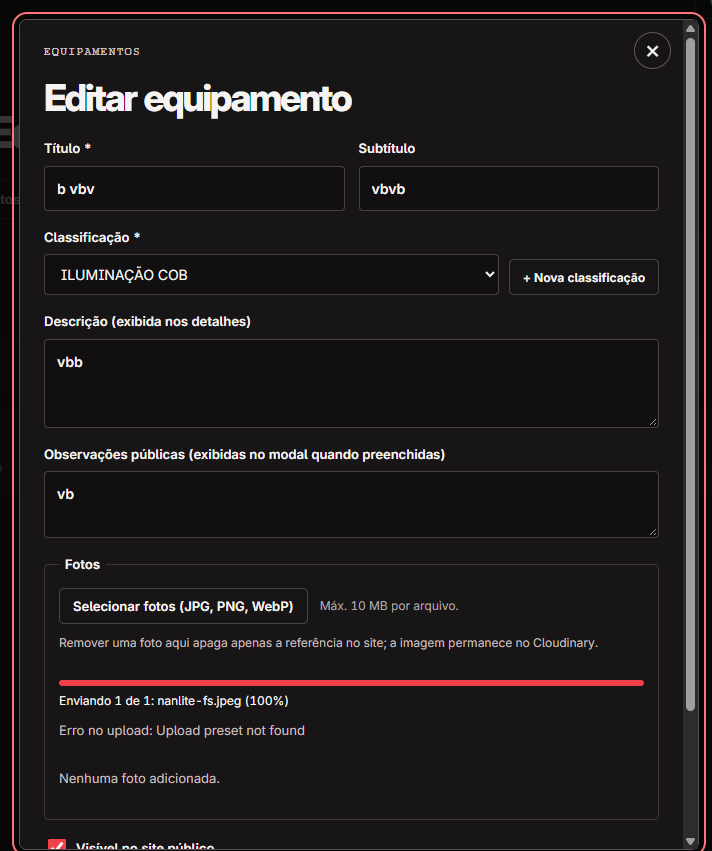 EQUIPAMENTOS
Editar equipamento
Título *
Subtítulo
b vbv
vbvb
Classificação *
ILUMINAÇÃO COB
+ Nova classificação
Descrição (exibida nos detalhes)
vbb
Observações públicas (exibidas no modal quando preenchidas)
vb
Fotos
Selecionar fotos (JPG, PNG, WebP)
Máx. 10 MB por arquivo.
Remover uma foto aqui apaga apenas a referência no site; a imagem permanece no Cloudinary.
Enviando 1 de 1: nanlite-fs.jpeg (100%)
Erro no upload: Upload preset not found
Nenhuma foto adicionada.
Visível no site público